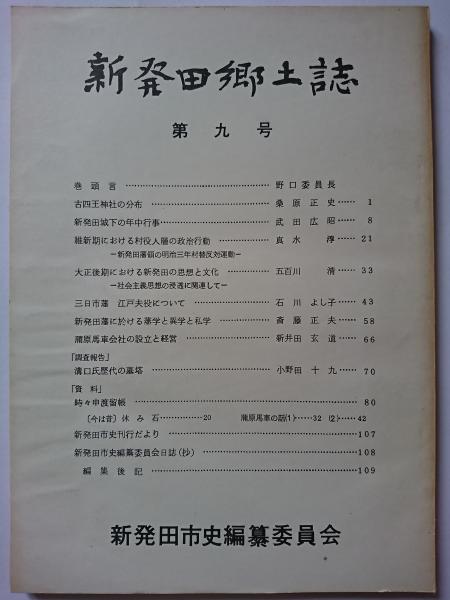 新発田郷土誌
第九号
巻頭言 …… 野口委員長
古四王神社の分布 …… 桑原正史 …… 1
新発田城下の年中行事 …… 武田広昭 …… 8
維新期における村役人層の政治行動 …… 真水淳 …… 21
―新発田藩領の明治三年村替反対運動―
大正後期における新発田の思想と文化 …… 五百川清 …… 33
―社会主義思想の浸透に関連して―
三日市藩 江戸夫役について …… 石川よし子 …… 43
新発田藩に於ける藩学と異学と私学 …… 斎藤正夫 …… 58
蒲原馬車会社の設立と経営 …… 新井田玄道 …… 66
「調査報告」
溝口氏歴代の墓塔 …… 小野田十九 …… 70
「資料」
時々申渡留帳 …… 80
〔今は昔〕休み石 …… 20 蒲原馬車の話(1) …… 32 (2) …… 42
新発田市史刊行だより …… 107
新発田市史編纂委員会日誌(抄) …… 108
編集後記 …… 109
新発田市史編纂委員会